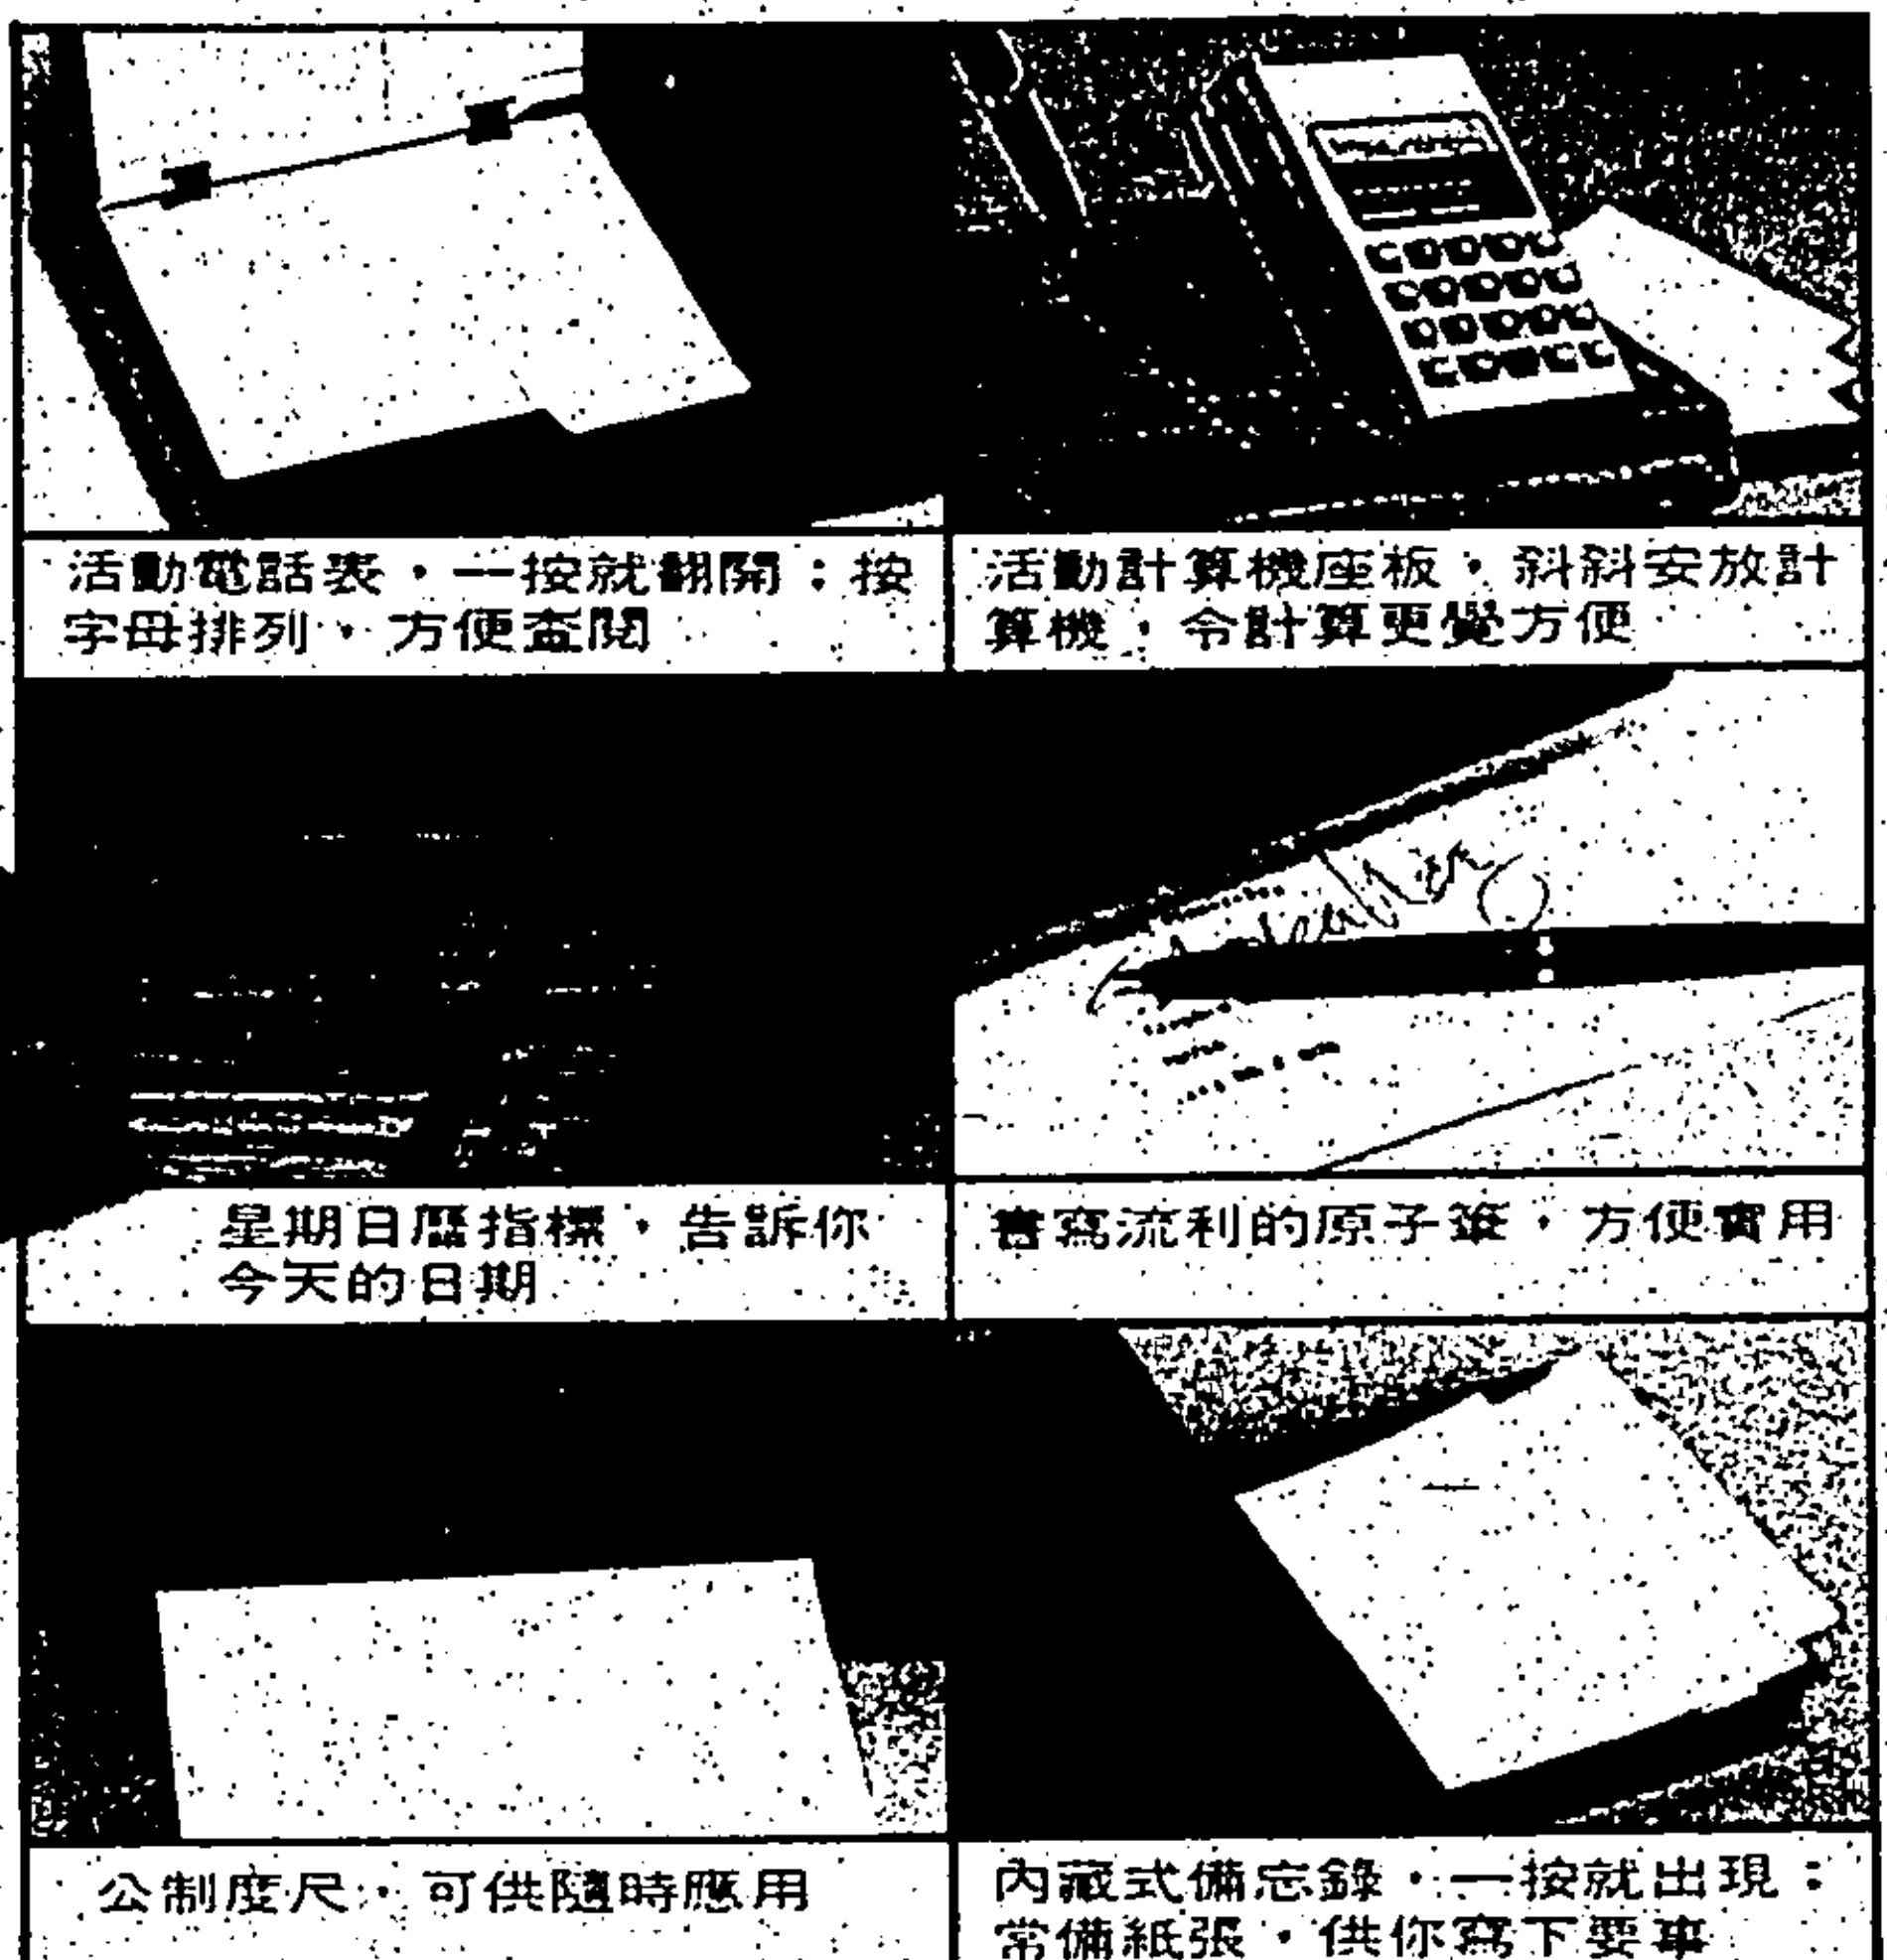 活動電話表，一按就翻開：按
字母排列，方便查閱
活動計算機座板，斜斜安放計
算機，令計算更覺方便
星期日曆指標，告訴你
今天的日期
書寫流利的原子筆，方便實用
公制度尺，可供隨時應用
內藏式備忘錄，一按就出現：
常備紙張，供你寫下要事